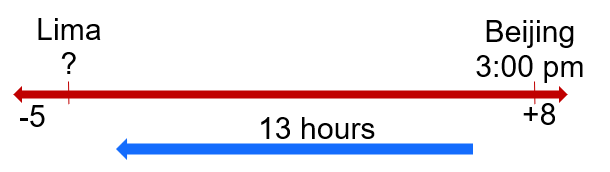 Lima
?
Beijing
3:00 pm
-5
+8
13 hours